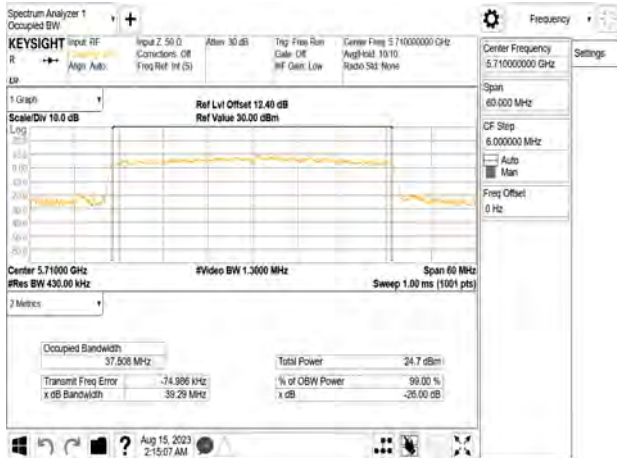 Spectrum Analyzer 1
Occupied BW
Frequency
KEYSIGHT Input: RF
R
Align: Auto
Input Z: 50 Ω
Corrections: Off
Freq Ref: Int (S)
Atten: 30 dB
Trig: Free Run
Gate: Off
#IF Gain: Low
Center Freq: 5.710000000 GHz
Avg|Hold: 10/10
Radio Std: None
Center Frequency
5.710000000 GHz
Settings
Span
60.000 MHz
CF Step
6.000000 MHz
Auto
Man
Freq Offset
0 Hz
1 Graph
Scale/Div 10.0 dB
Ref Lvl Offset 12.40 dB
Ref Value 30.00 dBm
Log
Center 5.71000 GHz
#Res BW 430.00 kHz
#Video BW 1.3000 MHz
Span 60 MHz
Sweep 1.00 ms (1001 pts)
2 Metrics
Occupied Bandwidth
37.508 MHz
Total Power 24.7 dBm
Transmit Freq Error -74.986 kHz
% of OBW Power 99.00 %
x dB Bandwidth 39.29 MHz
x dB -26.00 dB
Aug 15, 2023
2:15:07 AM